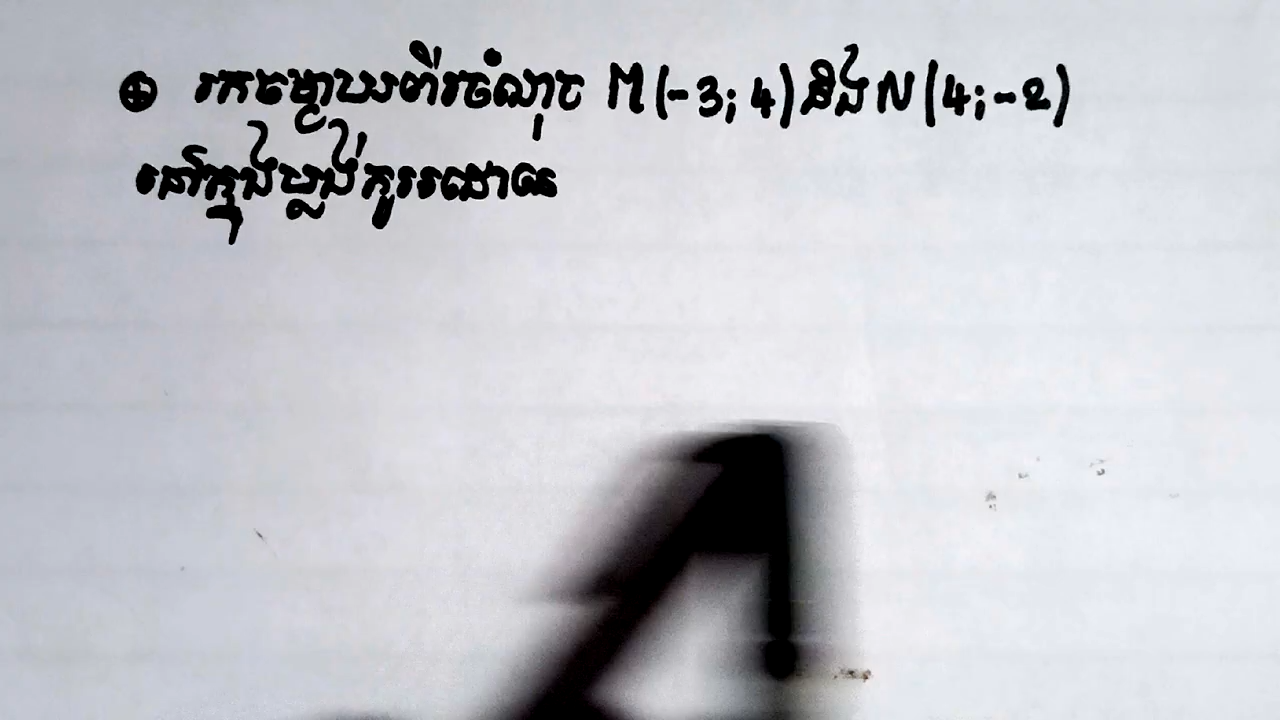 ⊕ រកចម្ងាយពីរចំណុច M(-3; 4) និង N(4; -2)
នៅក្នុងប្លង់កូអរដោនេ